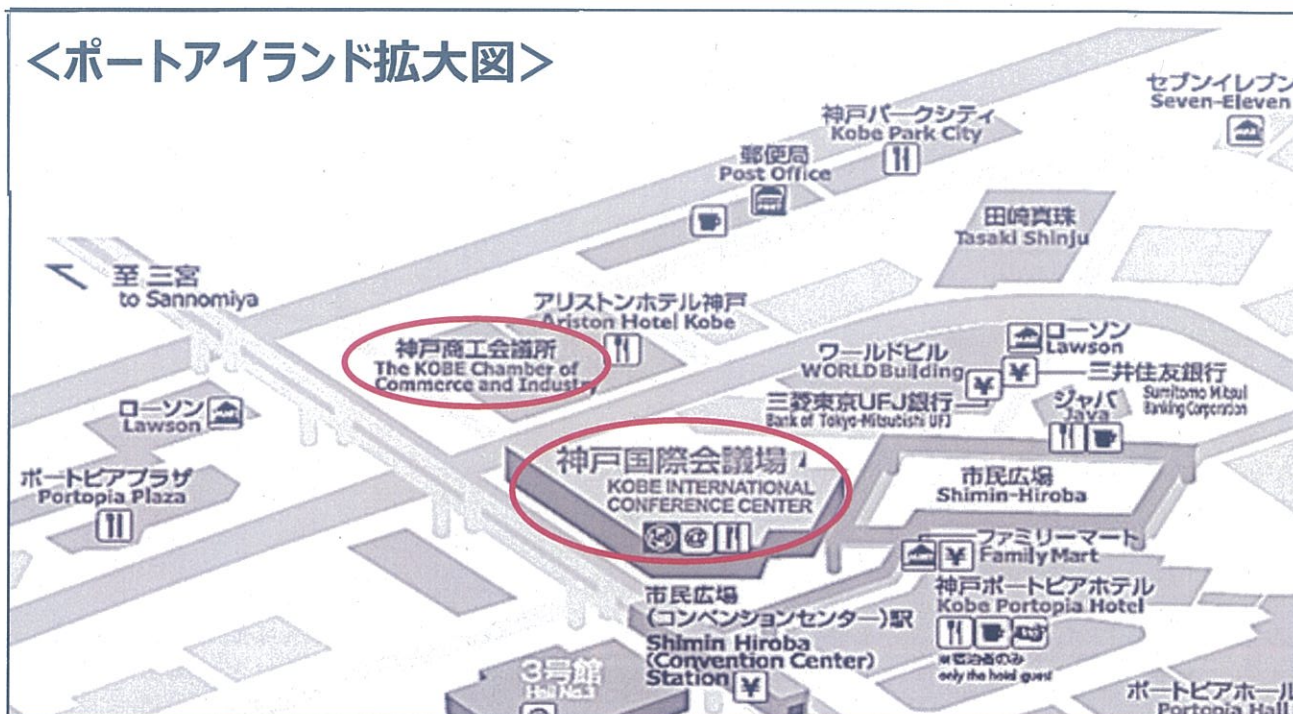 <ポートアイランド拡大図>
セブンイレブン
Seven-Eleven
神戸パークシティ
Kobe Park City
郵便局
Post Office
POST
田崎真珠
Tasaki Shinju
至 三宮
to Sannomiya
アリストンホテル神戸
Ariston Hotel Kobe
神戸商工会議所
The KOBE Chamber of
Commerce and Industry
ローソン
Lawson
ワールドビル
WORLD Building
¥
¥
三井住友銀行
Sumitomo Mitsui
Banking Corporation
三菱東京UFJ銀行
Bank of Tokyo-Mitsubishi UFJ
ジャバ
Java
ローソン
Lawson
神戸国際会議場
KOBE INTERNATIONAL
CONFERENCE CENTER
@
市民広場
Shimin-Hiroba
ポートピアプラザ
Portopia Plaza
ファミリーマート
Family Mart
¥
神戸ポートピアホテル
Kobe Portopia Hotel
※宿泊者のみ
only the hotel guest
市民広場
(コンベンションセンター)駅
Shimin Hiroba
(Convention Center)
Station
¥
3号館
Hall No.3
ポートピアホール
Portopia Hall